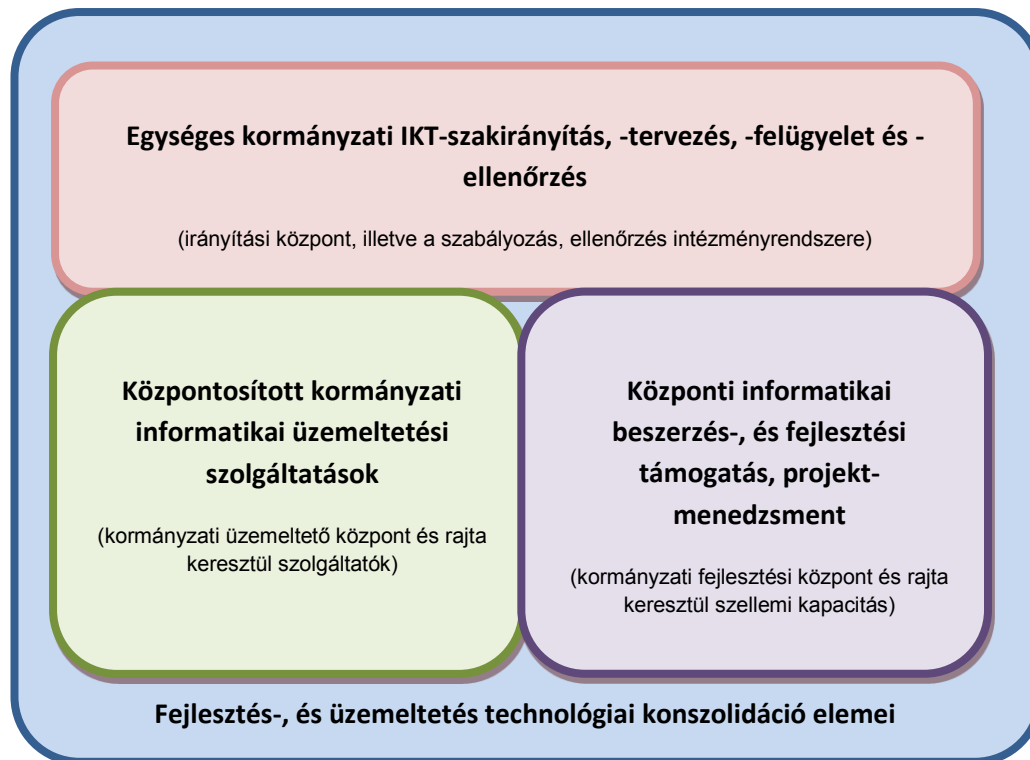 Egységes kormányzati IKT-szakirányítás, -tervezés, -felügyelet és -
ellenőrzés
(irányítási központ, illetve a szabályozás, ellenőrzés intézményrendszere)
Központosított kormányzati
informatikai üzemeltetési
szolgáltatások
(kormányzati üzemeltető központ és rajta
keresztül szolgáltatók)
Központi informatikai
beszerzés-, és fejlesztési
támogatás, projekt-
menedzsment
(kormányzati fejlesztési központ és rajta
keresztül szellemi kapacitás)
Fejlesztés-, és üzemeltetés technológiai konszolidáció elemei